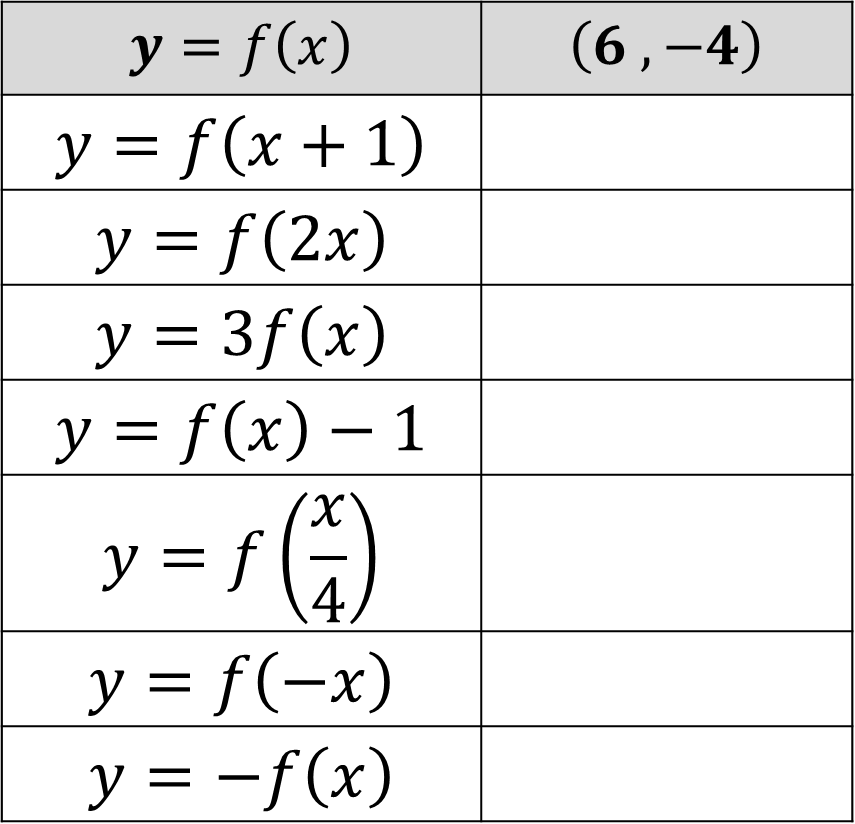 y = f(x) (6 , −4)
y = f(x + 1)
y = f(2x)
y = 3f(x)
y = f(x) − 1
y = f(x/4)
y = f(−x)
y = −f(x)